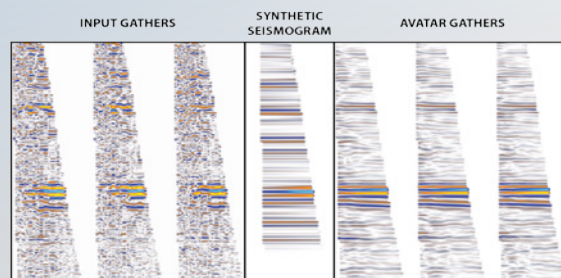 INPUT GATHERS
SYNTHETIC
SEISMOGRAM
AVATAR GATHERS